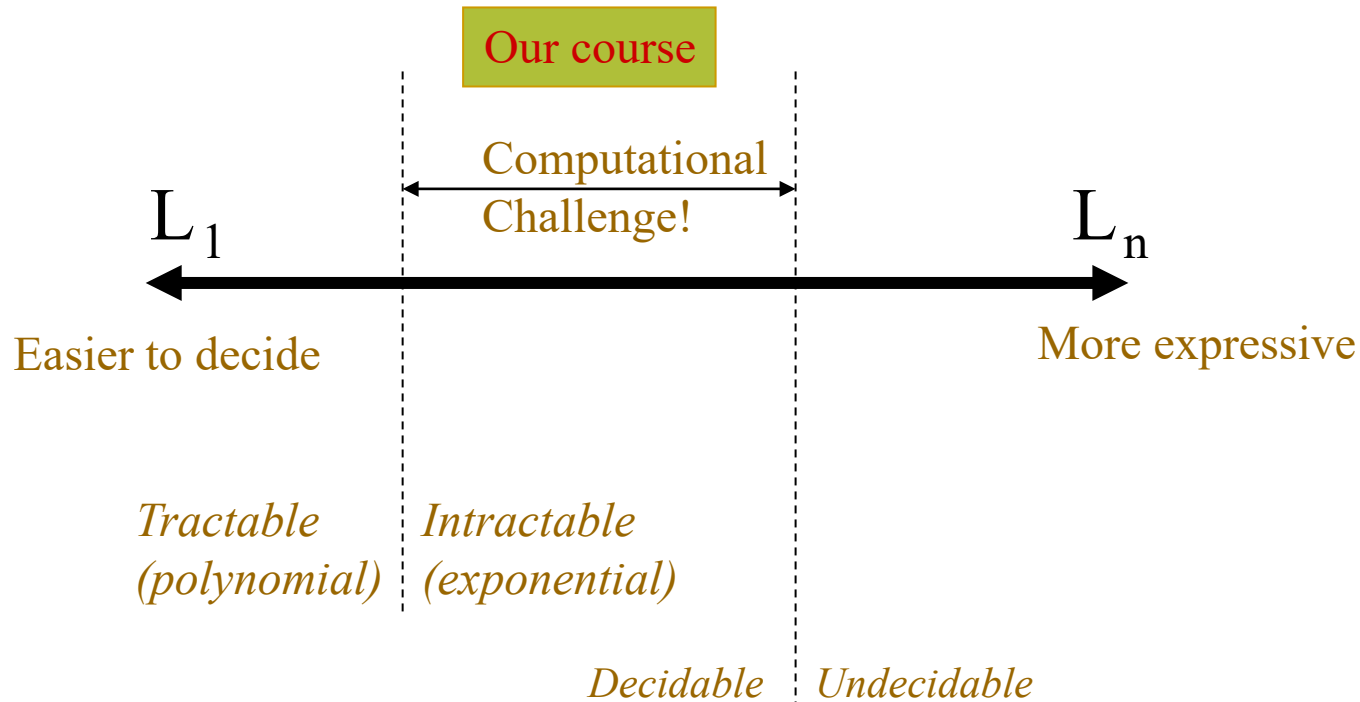 Our course
Computational
Challenge!
L1
Ln
Easier to decide
More expressive
Tractable
(polynomial)
Intractable
(exponential)
Decidable
Undecidable